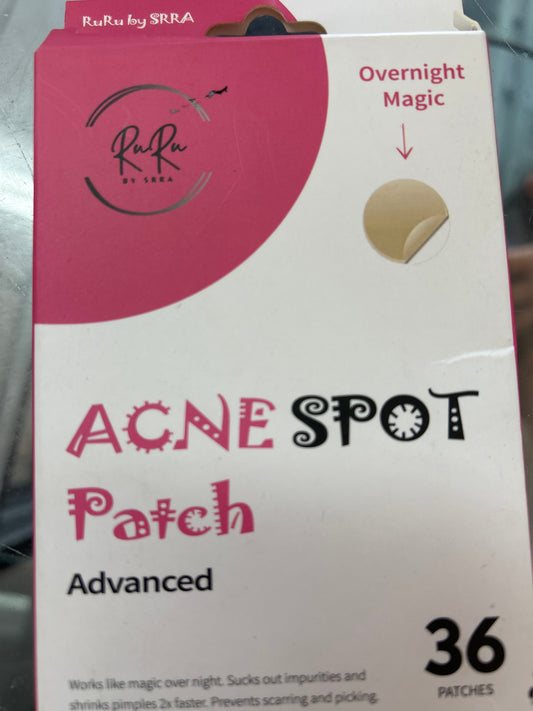 RuRu by SRRA
Overnight
Magic
RuRu
BY SRRA
ACNE SPOT
Patch
Advanced
36
PATCHES
Works like magic over night. Sucks out impurities and
shrinks pimples 2x faster. Prevents scarring and picking.